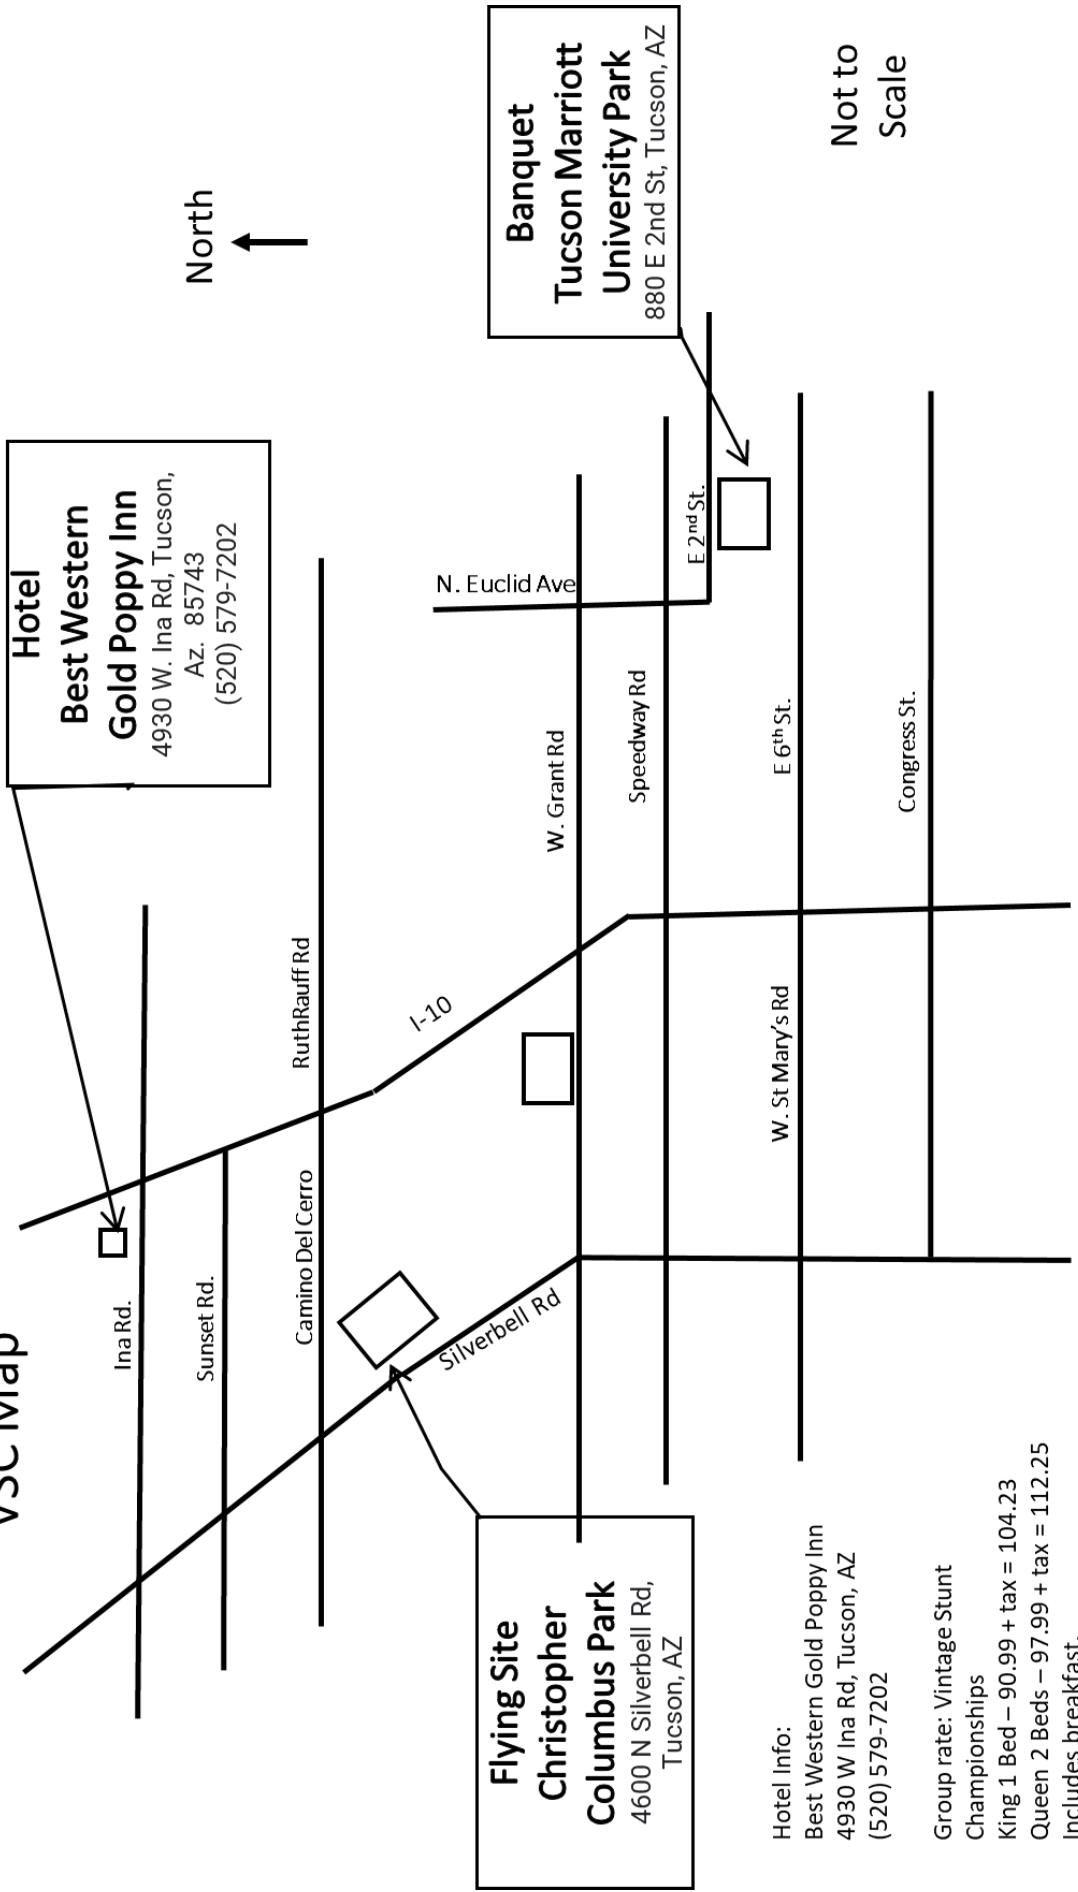 VSC Map
Hotel
Best Western
Gold Poppy Inn
4930 W. Ina Rd, Tucson,
Az. 85743
(520) 579-7202
North
Ina Rd.
Sunset Rd.
Camino Del Cerro
RuthRauff Rd
I-10
N. Euclid Ave
Banquet
Tucson Marriott
University Park
880 E 2nd St, Tucson, AZ
Silverbell Rd
W. Grant Rd
Speedway Rd
E 2nd St.
Flying Site
Christopher
Columbus Park
4600 N Silverbell Rd,
Tucson, AZ
W. St Mary's Rd
E 6th St.
Congress St.
Not to
Scale
Hotel Info:
Best Western Gold Poppy Inn
4930 W Ina Rd, Tucson, AZ
(520) 579-7202
Group rate: Vintage Stunt
Championships
King 1 Bed – 90.99 + tax = 104.23
Queen 2 Beds – 97.99 + tax = 112.25
Includes breakfast.